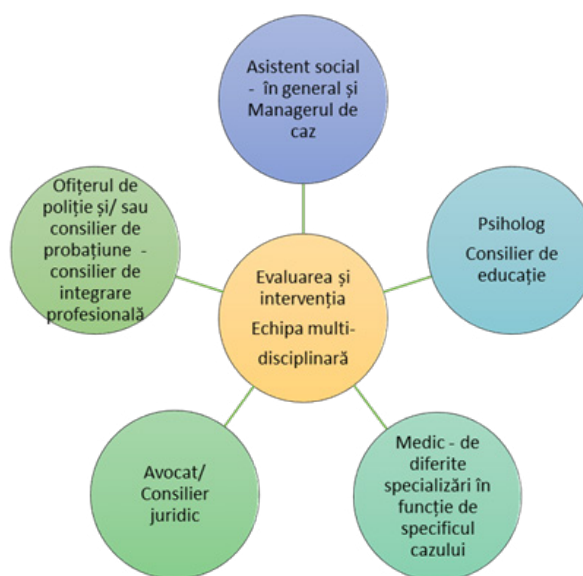 Asistent social
- în general și
Managerul de
caz
Ofițerul de
poliție și/ sau
consilier de
probațiune -
consilier de
integrare
profesională
Psiholog
Consilier de
educație
Evaluarea și
intervenția
Echipa multi-
disciplinară
Avocat/
Consilier
juridic
Medic - de
diferite
specializări în
funcție de
specificul
cazului